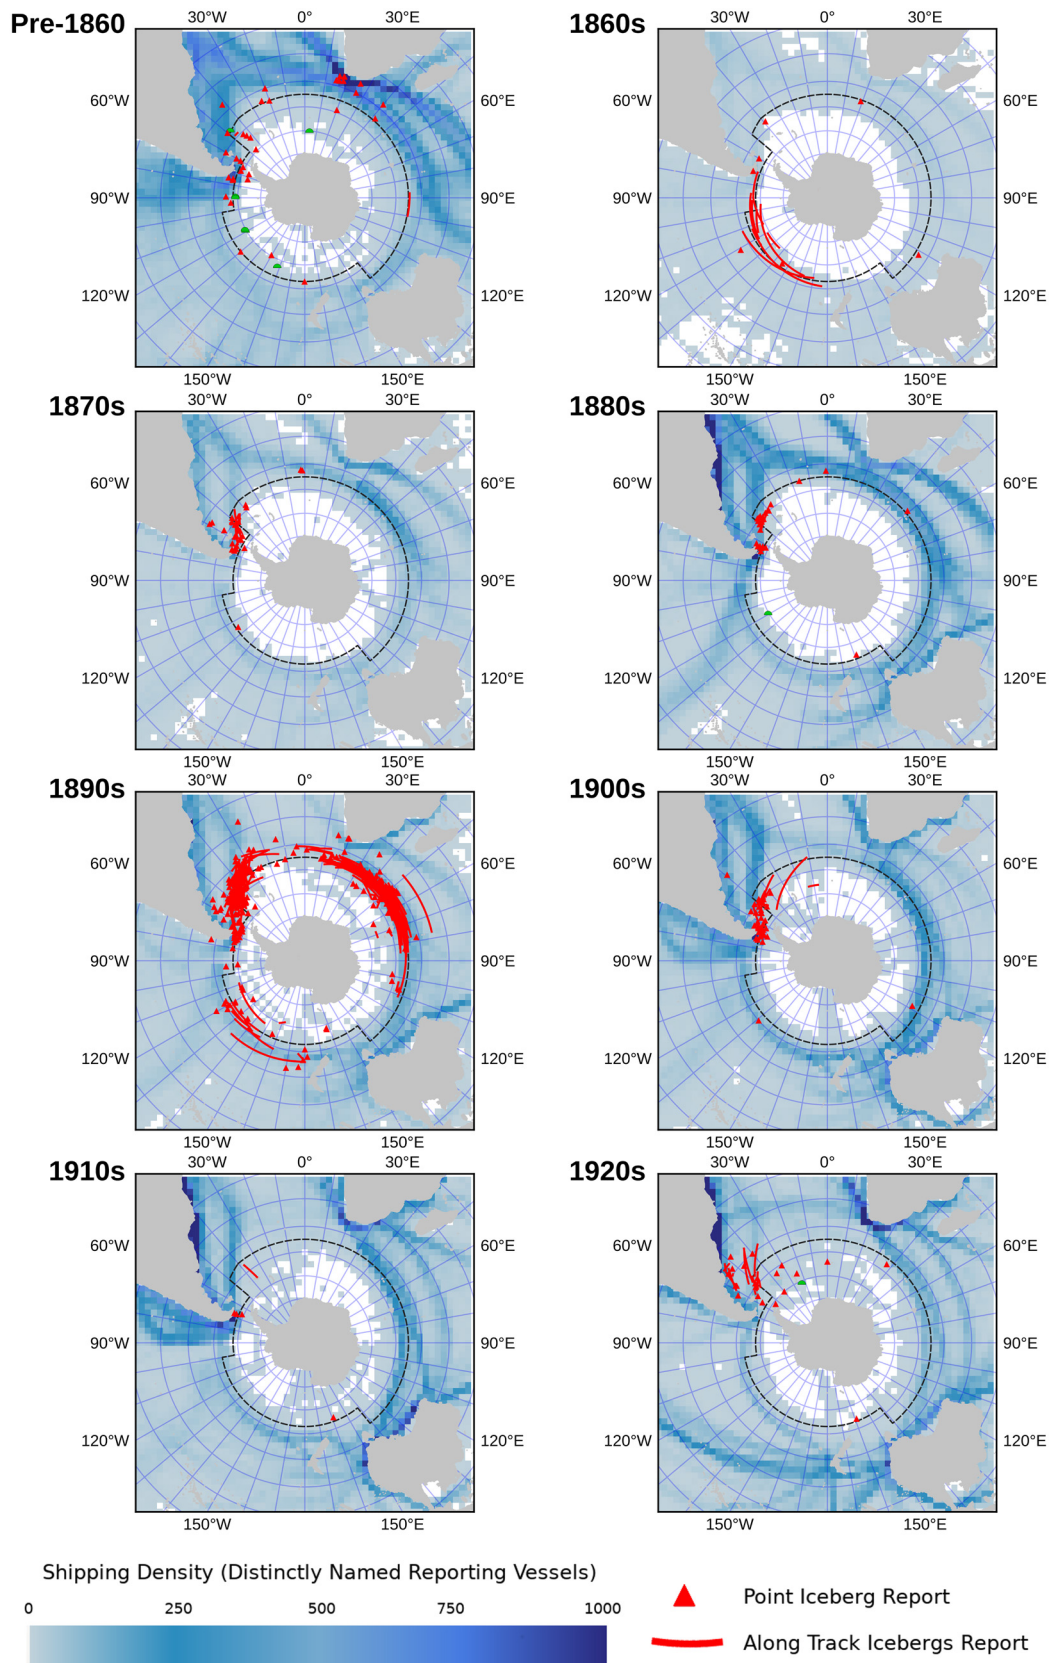 Pre-1860
30°W 0° 30°E
60°W 60°E
90°W 90°E
120°W 120°E
150°W 150°E
1860s
30°W 0° 30°E
60°W 60°E
90°W 90°E
120°W 120°E
150°W 150°E
1870s
30°W 0° 30°E
60°W 60°E
90°W 90°E
120°W 120°E
150°W 150°E
1880s
30°W 0° 30°E
60°W 60°E
90°W 90°E
120°W 120°E
150°W 150°E
1890s
30°W 0° 30°E
60°W 60°E
90°W 90°E
120°W 120°E
150°W 150°E
1900s
30°W 0° 30°E
60°W 60°E
90°W 90°E
120°W 120°E
150°W 150°E
1910s
30°W 0° 30°E
60°W 60°E
90°W 90°E
120°W 120°E
150°W 150°E
1920s
30°W 0° 30°E
60°W 60°E
90°W 90°E
120°W 120°E
150°W 150°E
Shipping Density (Distinctly Named Reporting Vessels)
0 250 500 750 1000
Point Iceberg Report
Along Track Icebergs Report